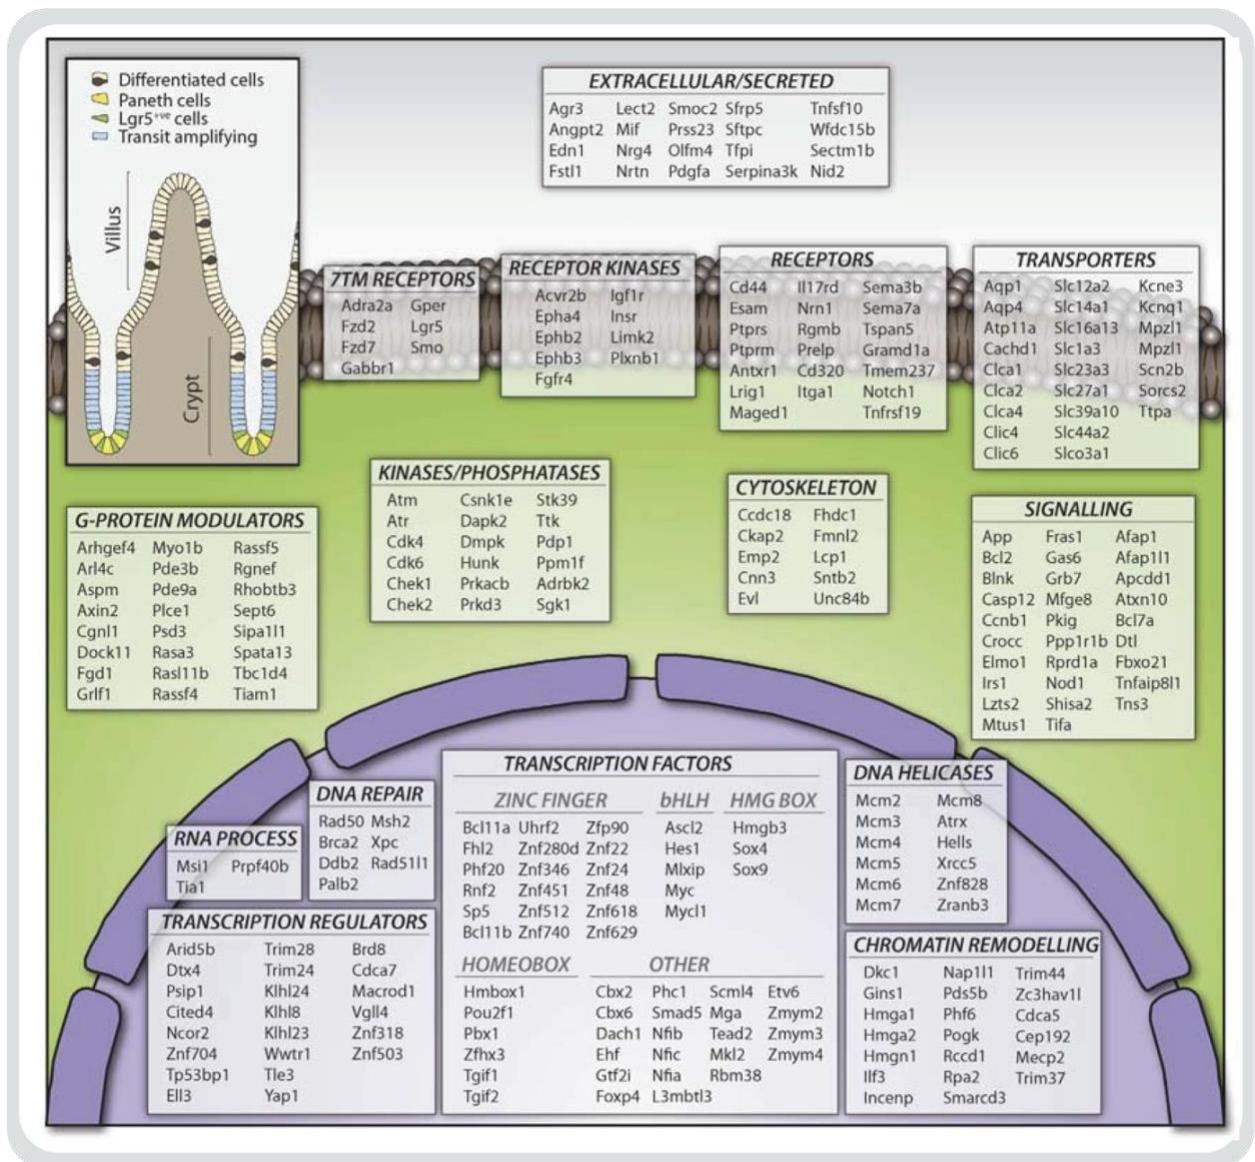 Differentiated cells
Paneth cells
Lgr5+ve cells
Transit amplifying
Villus
Crypt
EXTRACELLULAR/SECRETED
Agr3 Lect2 Smoc2 Sfrp5 Tnfsf10
Angpt2 Mif Prss23 Sftpc Wfdc15b
Edn1 Nrg4 Olfm4 Tfpi Sectm1b
Fstl1 Nrtn Pdgfa Serpina3k Nid2
7TM RECEPTORS
Adra2a Gper
Fzd2 Lgr5
Fzd7 Smo
Gabbr1
RECEPTOR KINASES
Acvr2b Igf1r
Epha4 Insr
Ephb2 Limk2
Ephb3 Plxnb1
Fgfr4
RECEPTORS
Cd44 Il17rd Sema3b
Esam Nrn1 Sema7a
Ptprs Rgmb Tspan5
Ptprm Prelp Gramd1a
Antxr1 Cd320 Tmem237
Lrig1 Itga1 Notch1
Maged1 Tnfrsf19
TRANSPORTERS
Aqp1 Slc12a2 Kcne3
Aqp4 Slc14a1 Kcnq1
Atp11a Slc16a13 Mpzl1
Cachd1 Slc1a3 Mpzl1
Clca1 Slc23a3 Scn2b
Clca2 Slc27a1 Sorcs2
Clca4 Slc39a10 Ttpa
Clic4 Slc44a2
Clic6 Slco3a1
KINASES/PHOSPHATASES
Atm Csnk1e Stk39
Atr Dapk2 Ttk
Cdk4 Dmpk Pdp1
Cdk6 Hunk Ppm1f
Chek1 Prkacb Adrbk2
Chek2 Prkd3 Sgk1
CYTOSKELETON
Ccdc18 Fhdc1
Ckap2 Fmnl2
Emp2 Lcp1
Cnn3 Sntb2
Evl Unc84b
G-PROTEIN MODULATORS
Arhgef4 Myo1b Rassf5
Arl4c Pde3b Rgnef
Aspm Pde9a Rhobtb3
Axin2 Plce1 Sept6
Cgnl1 Psd3 Sipa1l1
Dock11 Rasa3 Spata13
Fgd1 Rasl11b Tbc1d4
Grlf1 Rassf4 Tiam1
SIGNALLING
App Fras1 Afap1
Bcl2 Gas6 Afap1l1
Blnk Grb7 Apcdd1
Casp12 Mfge8 Atxn10
Ccnb1 Pkig Bcl7a
Crocc Ppp1r1b Dtl
Elmo1 Rprd1a Fbxo21
Irs1 Nod1 Tnfaip8l1
Lzts2 Shisa2 Tns3
Mtus1 Tifa
RNA PROCESS
Msi1 Prpf40b
Tia1
DNA REPAIR
Rad50 Msh2
Brca2 Xpc
Ddb2 Rad51l1
Palb2
TRANSCRIPTION FACTORS
ZINC FINGER bHLH HMG BOX
Bcl11a Uhrf2 Zfp90 Ascl2 Hmgb3
Fhl2 Znf280d Znf22 Hes1 Sox4
Phf20 Znf346 Znf24 Mlxip Sox9
Rnf2 Znf451 Znf48 Myc
Sp5 Znf512 Znf618 Mycl1
Bcl11b Znf740 Znf629
HOMEOBOX OTHER
Hmbox1 Cbx2 Phc1 Scml4 Etv6
Pou2f1 Cbx6 Smad5 Mga Zmym2
Pbx1 Dach1 Nfib Tead2 Zmym3
Zfhx3 Ehf Nfic Mkl2 Zmym4
Tgif1 Gtf2i Nfia Rbm38
Tgif2 Foxp4 L3mbtl3
DNA HELICASES
Mcm2 Mcm8
Mcm3 Atrx
Mcm4 Hells
Mcm5 Xrcc5
Mcm6 Znf828
Mcm7 Zranb3
TRANSCRIPTION REGULATORS
Arid5b Trim28 Brd8
Dtx4 Trim24 Cdca7
Psip1 Klhl24 Macrod1
Cited4 Klhl8 Vgll4
Ncor2 Klhl23 Znf318
Znf704 Wwtr1 Znf503
Tp53bp1 Tle3
Ell3 Yap1
CHROMATIN REMODELLING
Dkc1 Nap1l1 Trim44
Gins1 Pds5b Zc3hav1l
Hmga1 Phf6 Cdca5
Hmga2 Pogk Cep192
Hmgn1 Rccd1 Mecp2
Ilf3 Rpa2 Trim37
Incenp Smarcd3